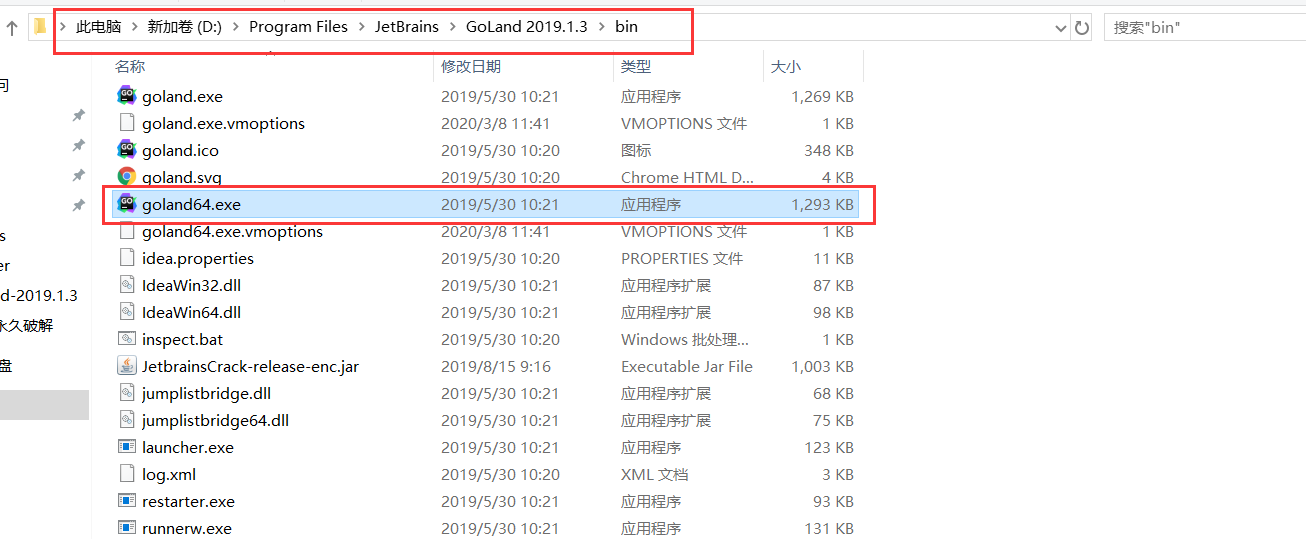 此电脑 > 新加卷 (D:) > Program Files > JetBrains > GoLand 2019.1.3 > bin
搜索"bin"
名称 修改日期 类型 大小
问
goland.exe 2019/5/30 10:21 应用程序 1,269 KB
goland.exe.vmoptions 2020/3/8 11:41 VMOPTIONS 文件 1 KB
goland.ico 2019/5/30 10:20 图标 348 KB
goland.svg 2019/5/30 10:20 Chrome HTML D... 4 KB
goland64.exe 2019/5/30 10:21 应用程序 1,293 KB
goland64.exe.vmoptions 2020/3/8 11:41 VMOPTIONS 文件 1 KB
s
idea.properties 2019/5/30 10:20 PROPERTIES 文件 11 KB
er
IdeaWin32.dll 2019/5/30 10:21 应用程序扩展 87 KB
d-2019.1.3
IdeaWin64.dll 2019/5/30 10:21 应用程序扩展 98 KB
永久破解
inspect.bat 2019/5/30 10:20 Windows 批处理... 1 KB
盘
JetbrainsCrack-release-enc.jar 2019/8/15 9:16 Executable Jar File 1,003 KB
jumplistbridge.dll 2019/5/30 10:21 应用程序扩展 68 KB
jumplistbridge64.dll 2019/5/30 10:21 应用程序扩展 75 KB
launcher.exe 2019/5/30 10:21 应用程序 123 KB
log.xml 2019/5/30 10:20 XML 文档 3 KB
restarter.exe 2019/5/30 10:21 应用程序 93 KB
runnerw.exe 2019/5/30 10:21 应用程序 131 KB